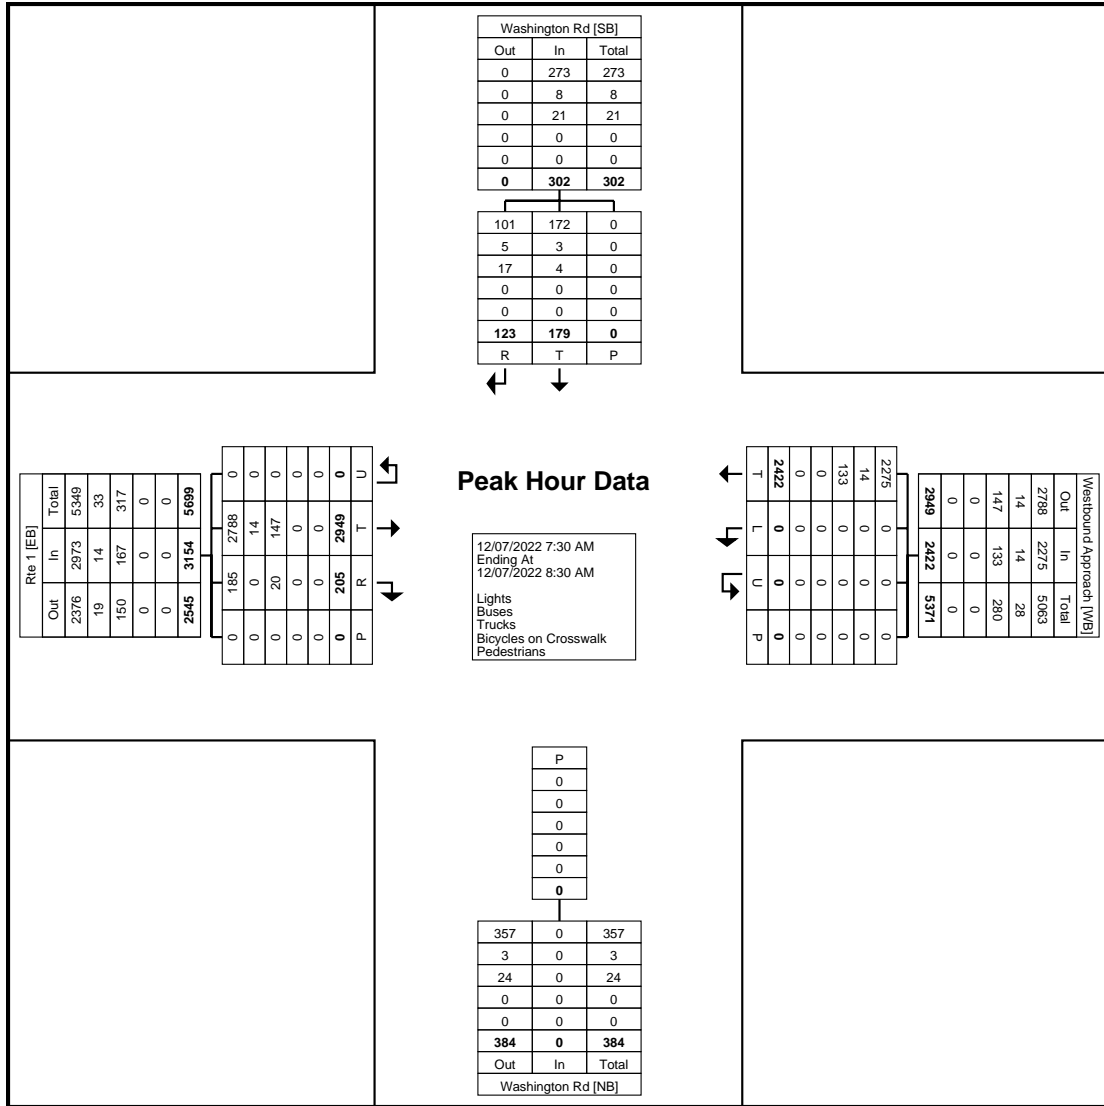 Washington Rd [SB]
Out In Total
0 273 273
0 8 8
0 21 21
0 0 0
0 0 0
0 302 302
101 172 0
5 3 0
17 4 0
0 0 0
0 0 0
123 179 0
R T P
Rte 1 [EB]
Total 5349 33 317 0 0 5699
In 2973 14 167 0 0 3154
Out 2376 19 150 0 0 2545
0 0 0 0 0 0 U
2788 14 147 0 0 2949 T
185 0 20 0 0 205 R
0 0 0 0 0 0 P
Peak Hour Data
12/07/2022 7:30 AM
Ending At
12/07/2022 8:30 AM
Lights
Buses
Trucks
Bicycles on Crosswalk
Pedestrians
T 2422 0 0 133 14 2275
L 0 0 0 0 0 0
U 0 0 0 0 0 0
P 0 0 0 0 0 0
Westbound Approach [WB]
Out In Total
2788 2275 5063
14 14 28
147 133 280
0 0 0
0 0 0
2949 2422 5371
P
0
0
0
0
0
0
357 0 357
3 0 3
24 0 24
0 0 0
0 0 0
384 0 384
Out In Total
Washington Rd [NB]